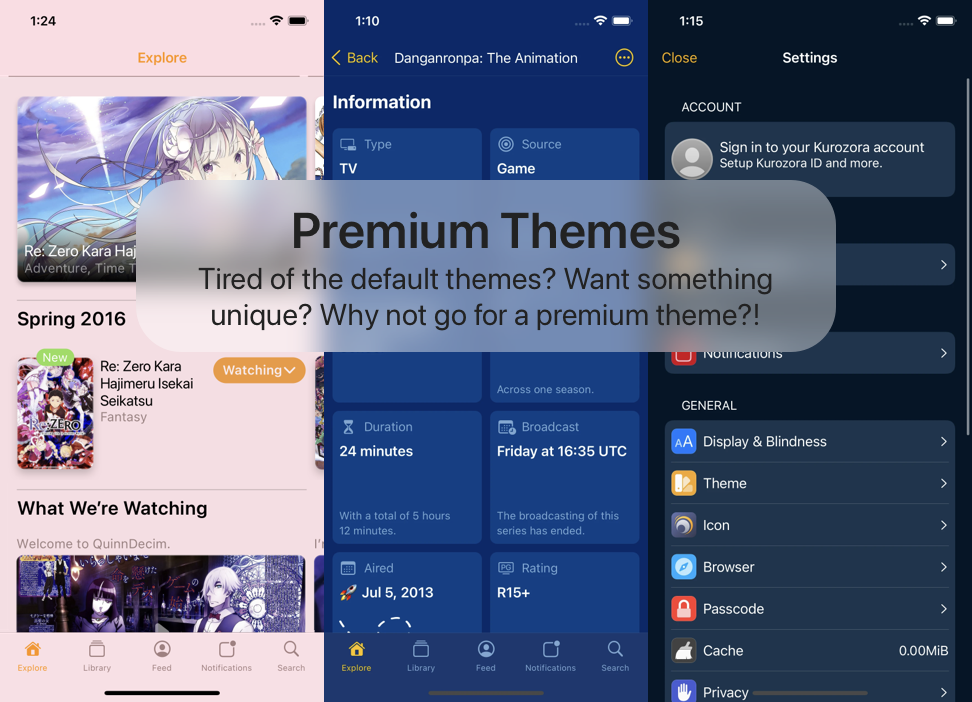 1:24
Explore
Re: Zero Kara Haj
Adventure, Time T
Spring 2016
New
Re: Zero Kara
Hajimeru Isekai
Seikatsu
Fantasy
Watching
Re:ZERO
What We're Watching
Welcome to QuinnDecim.
I'
Explore
Library
Feed
Notifications
Search
1:10
Back
Danganronpa: The Animation
Information
Type
TV
Source
Game
Premium Themes
Tired of the default themes? Want something
unique? Why not go for a premium theme?!
Across one season.
Duration
24 minutes
With a total of 5 hours
12 minutes.
Broadcast
Friday at 16:35 UTC
The broadcasting of this
series has ended.
Aired
🚀 Jul 5, 2013
PG
Rating
R15+
Explore
Library
Feed
Notifications
Search
1:15
Close
Settings
ACCOUNT
Sign in to your Kurozora account
Setup Kurozora ID and more.
Notifications
GENERAL
AA
Display & Blindness
Theme
Icon
Browser
Passcode
Cache
0.00MiB
Privacy